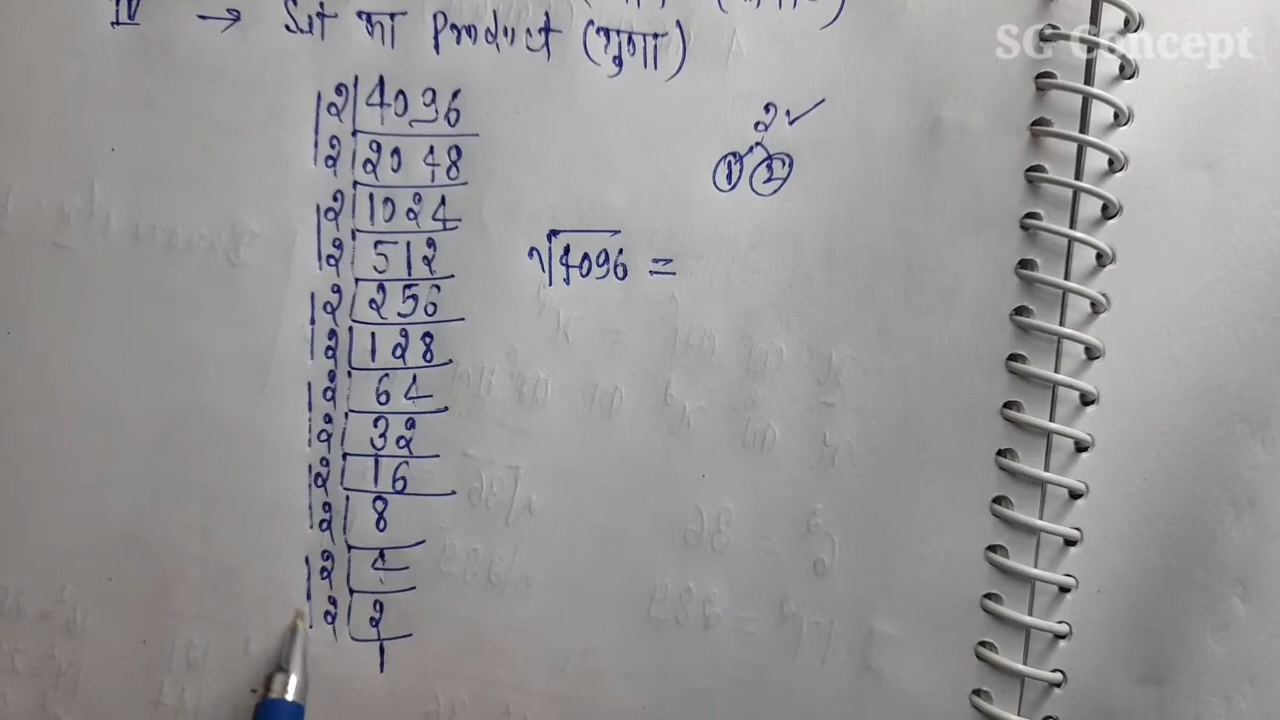 IV → Set का Product (गुणा)
SG Concept
2 | 4096
2 | 2048
2 | 1024
2 | 512
2 | 256
2 | 128
2 | 64
2 | 32
2 | 16
2 | 8
2 | 4
2 | 2
1
2 ✓
① ②
√4096 =